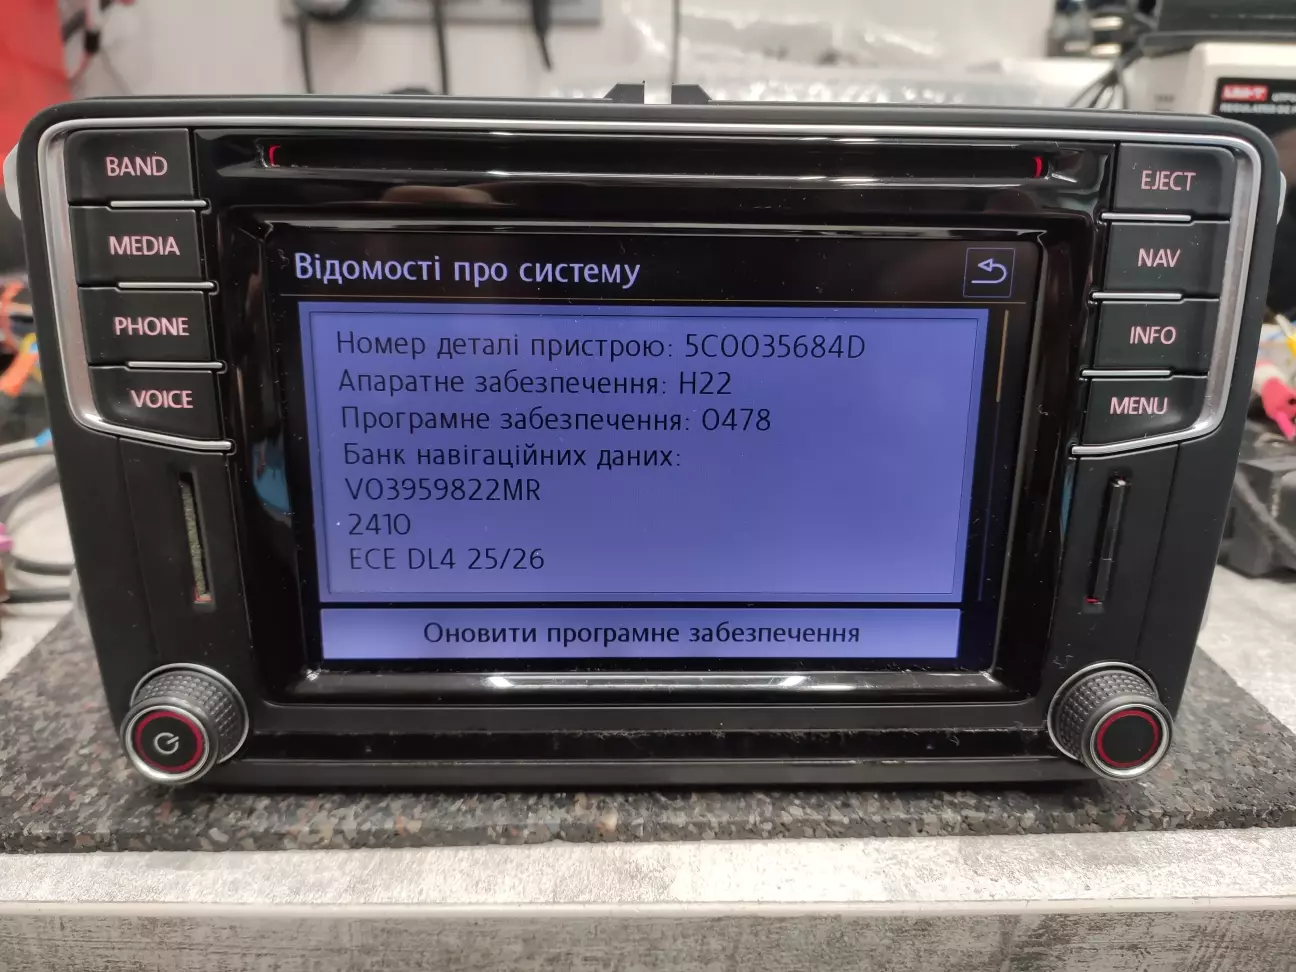 BAND
MEDIA
PHONE
VOICE
EJECT
NAV
INFO
MENU
Відомості про систему
Номер деталі пристрою: 5C0035684D
Апаратне забезпечення: H22
Програмне забезпечення: 0478
Банк навігаційних даних:
V03959822MR
2410
ECE DL4 25/26
Оновити програмне забезпечення
UNI-T